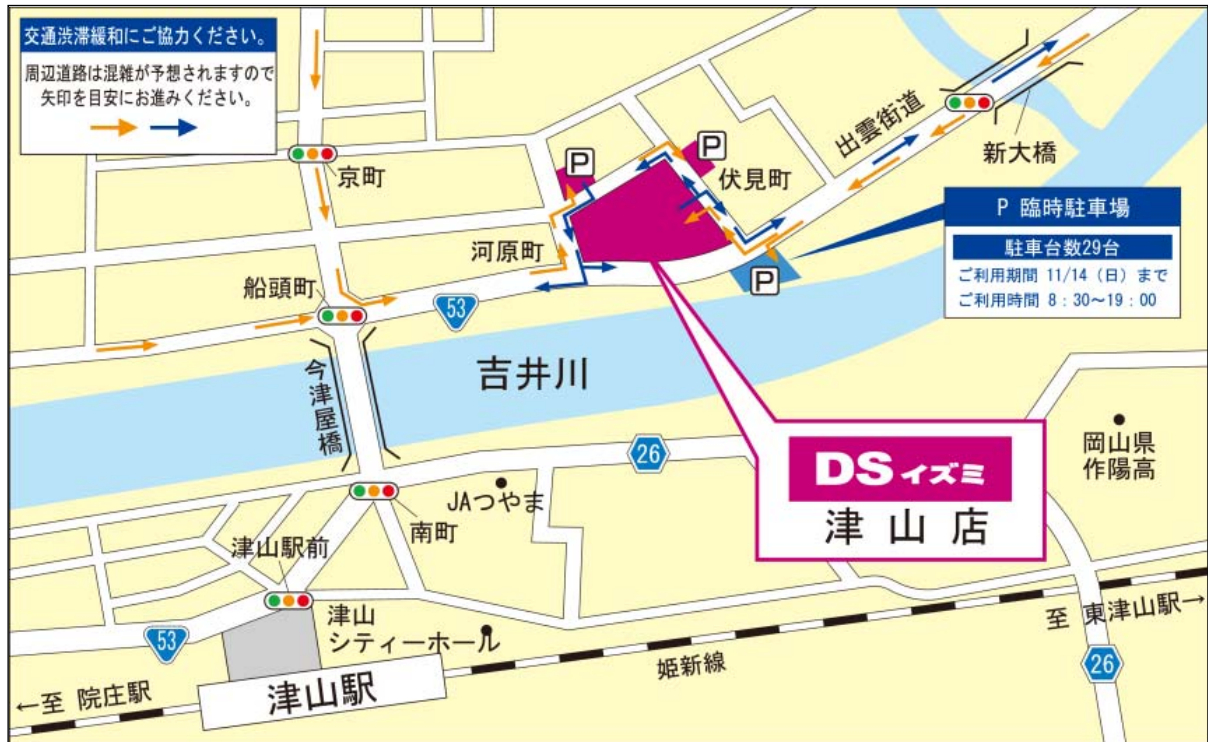 交通渋滞緩和にご協力ください。
周辺道路は混雑が予想されますので
矢印を目安にお進みください。
京町
船頭町
河原町
53
P
P
伏見町
出雲街道
新大橋
P
P 臨時駐車場
駐車台数29台
ご利用期間 11/14 (日) まで
ご利用時間 8:30~19:00
今津屋橋
吉井川
26
DSイズミ
津山店
岡山県
作陽高
JAつやま
南町
津山駅前
津山
シティーホール
53
津山駅
←至 院庄駅
姫新線
至 東津山駅→
26